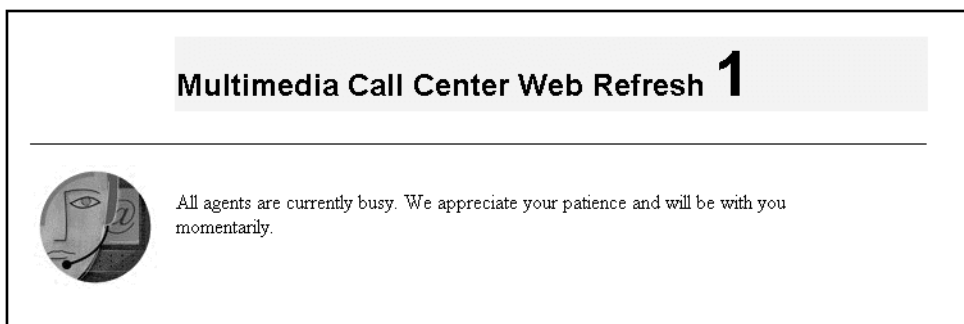 Multimedia Call Center Web Refresh 1
@
All agents are currently busy. We appreciate your patience and will be with you
momentarily.